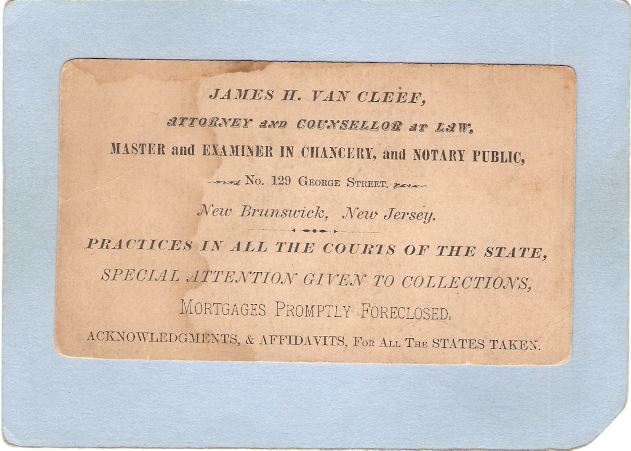 JAMES H. VAN CLEEF,
ATTORNEY AND COUNSELLOR AT LAW,
MASTER and EXAMINER IN CHANCERY, and NOTARY PUBLIC,
No. 129 George Street,
New Brunswick, New Jersey.
PRACTICES IN ALL THE COURTS OF THE STATE,
SPECIAL ATTENTION GIVEN TO COLLECTIONS,
Mortgages Promptly Foreclosed.
ACKNOWLEDGMENTS, & AFFIDAVITS, For All The STATES TAKEN.